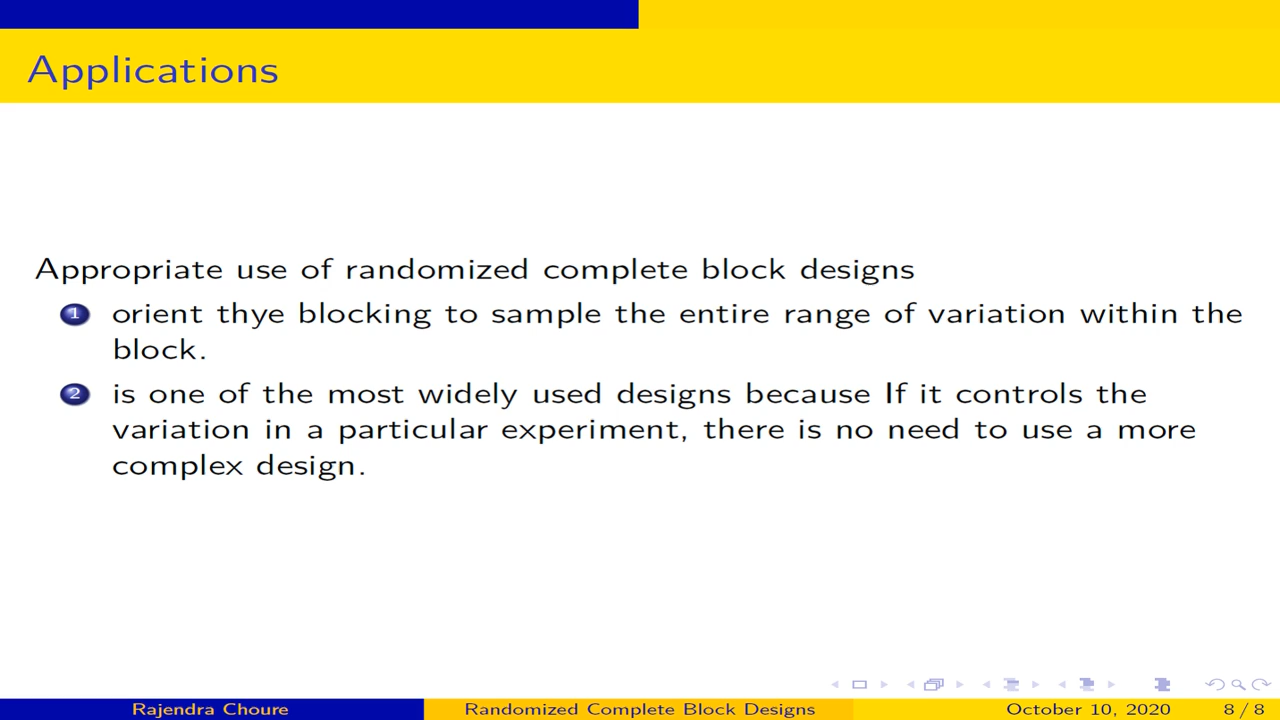 Applications
Appropriate use of randomized complete block designs
1 orient thye blocking to sample the entire range of variation within the
block.
2 is one of the most widely used designs because If it controls the
variation in a particular experiment, there is no need to use a more
complex design.
Rajendra Choure Randomized Complete Block Designs October 10, 2020 8 / 8